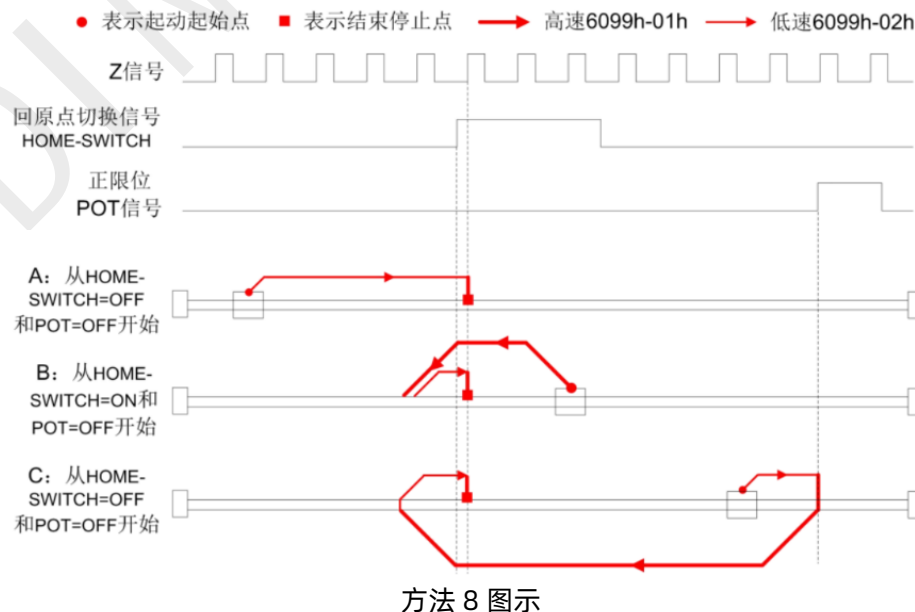 表示起动起始点 表示结束停止点 高速6099h-01h 低速6099h-02h
Z信号
回原点切换信号
HOME-SWITCH
正限位
POT信号
A：从HOME-
SWITCH=OFF
和POT=OFF开始
B：从HOME-
SWITCH=ON和
POT=OFF开始
C：从HOME-
SWITCH=OFF
和POT=OFF开始
方法 8 图示